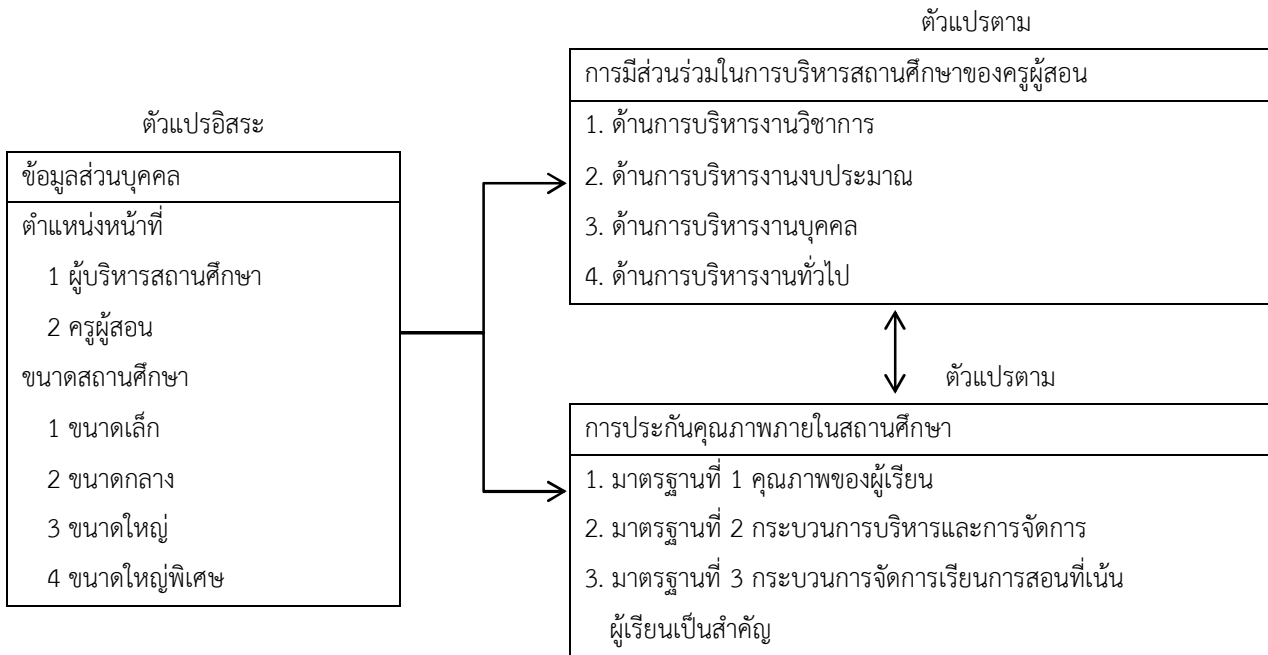 ตัวแปรอิสระ
ข้อมูลส่วนบุคคล
ตำแหน่งหน้าที่
1 ผู้บริหารสถานศึกษา
2 ครูผู้สอน
ขนาดสถานศึกษา
1 ขนาดเล็ก
2 ขนาดกลาง
3 ขนาดใหญ่
4 ขนาดใหญ่พิเศษ
ตัวแปรตาม
การมีส่วนร่วมในการบริหารสถานศึกษาของครูผู้สอน
1. ด้านการบริหารงานวิชาการ
2. ด้านการบริหารงานงบประมาณ
3. ด้านการบริหารงานบุคคล
4. ด้านการบริหารงานทั่วไป
ตัวแปรตาม
การประกันคุณภาพภายในสถานศึกษา
1. มาตรฐานที่ 1 คุณภาพของผู้เรียน
2. มาตรฐานที่ 2 กระบวนการบริหารและการจัดการ
3. มาตรฐานที่ 3 กระบวนการจัดการเรียนการสอนที่เน้น
ผู้เรียนเป็นสำคัญ